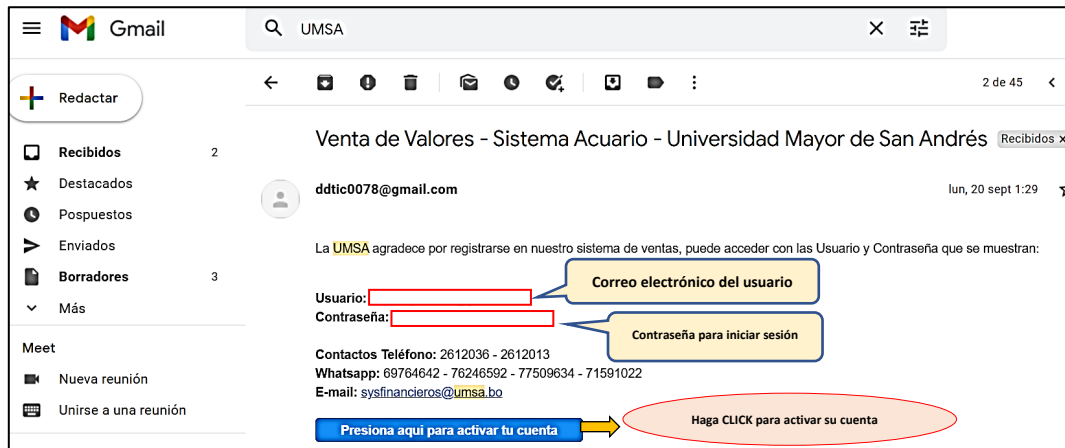 Gmail
UMSA
Redactar
2 de 45
Recibidos 2
Destacados
Pospuestos
Enviados
Borradores 3
Más
Meet
Nueva reunión
Unirse a una reunión
Venta de Valores - Sistema Acuario - Universidad Mayor de San Andrés Recibidos x
ddtic0078@gmail.com
lun, 20 sept 1:29
La UMSA agradece por registrarse en nuestro sistema de ventas, puede acceder con las Usuario y Contraseña que se muestran:
Correo electrónico del usuario
Usuario:
Contraseña:
Contraseña para iniciar sesión
Contactos Teléfono: 2612036 - 2612013
Whatsapp: 69764642 - 76246592 - 77509634 - 71591022
E-mail: sysfinancieros@umsa.bo
Presiona aqui para activar tu cuenta
Haga CLICK para activar su cuenta